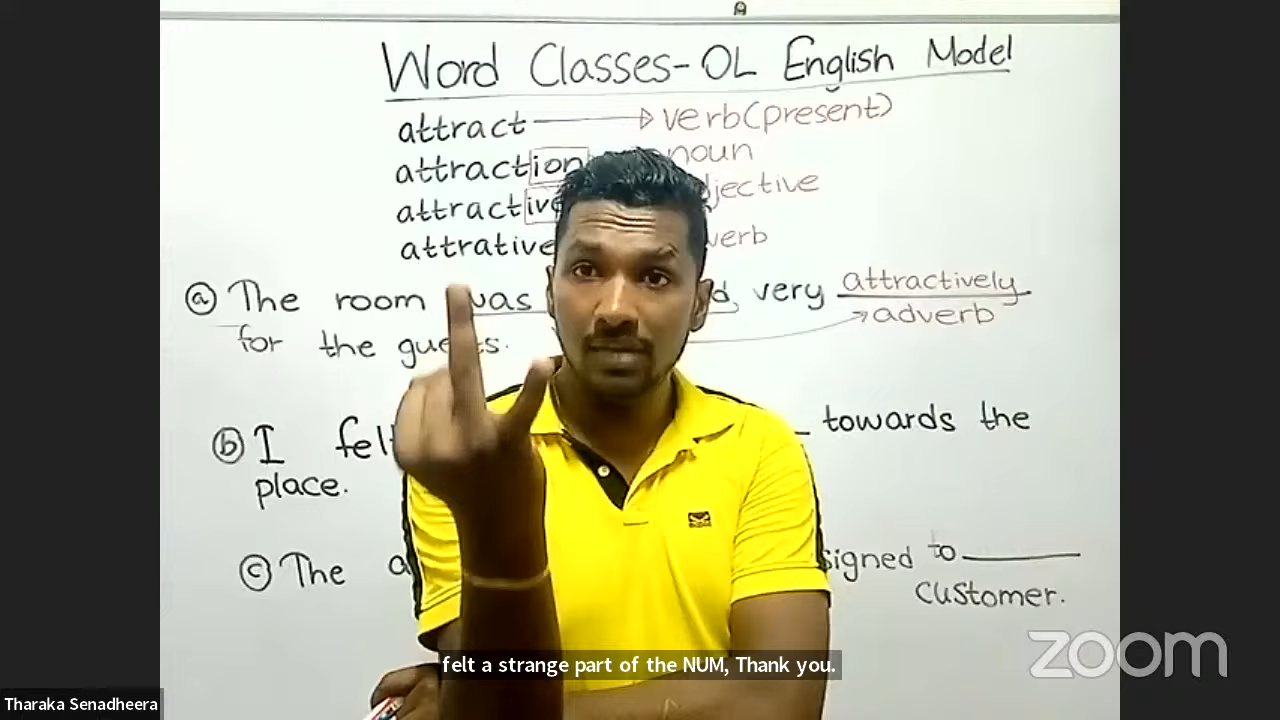 A
Word Classes-OL English Model
attract → verb(present)
attraction noun
attractive djective
attrative verb
ⓐ The room was d very attractively
adverb
for the guests.
ⓑ I fel towards the
place.
ⓒ The a signed to ______
customer.
felt a strange part of the NUM, Thank you.
zoom
Tharaka Senadheera